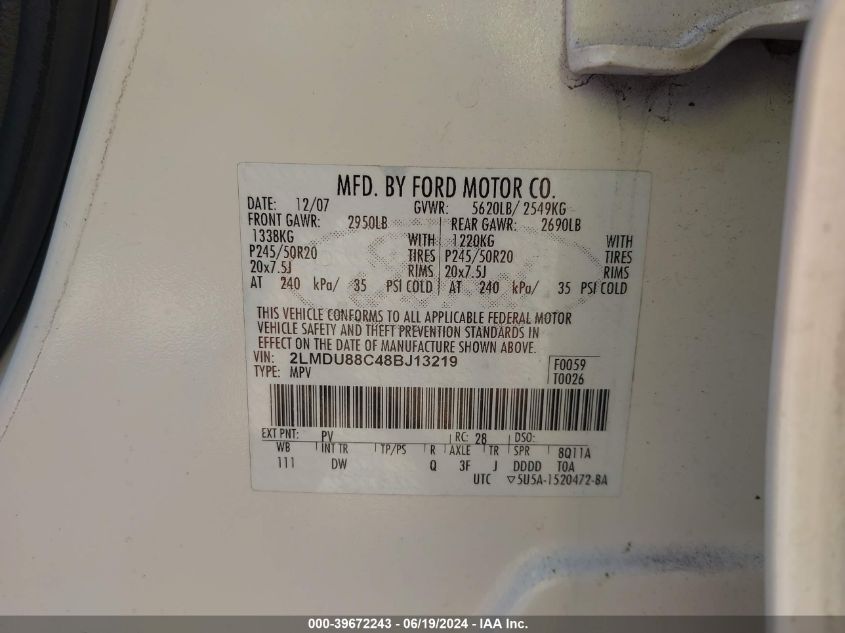 MFD. BY FORD MOTOR CO.
DATE: 12/07 GVWR: 5620LB/ 2549KG
FRONT GAWR: 2950LB REAR GAWR: 2690LB
1338KG WITH 1220KG WITH
P245/50R20 TIRES P245/50R20 TIRES
20x7.5J RIMS 20x7.5J RIMS
AT 240 kPa/ 35 PSI COLD AT 240 kPa/ 35 PSI COLD
THIS VEHICLE CONFORMS TO ALL APPLICABLE FEDERAL MOTOR
VEHICLE SAFETY AND THEFT PREVENTION STANDARDS IN
EFFECT ON THE DATE OF MANUFACTURE SHOWN ABOVE.
VIN: 2LMDU88C48BJ13219 F0059
TYPE: MPV T0026
EXT PNT: PV RC: 28 DSO:
WB INT TR TP/PS R AXLE TR SPR 8Q11A
111 DW Q 3F J DDDD TOA
UTC ▽5U5A-1520472-BA
000-39672243 - 06/19/2024 - IAA Inc.